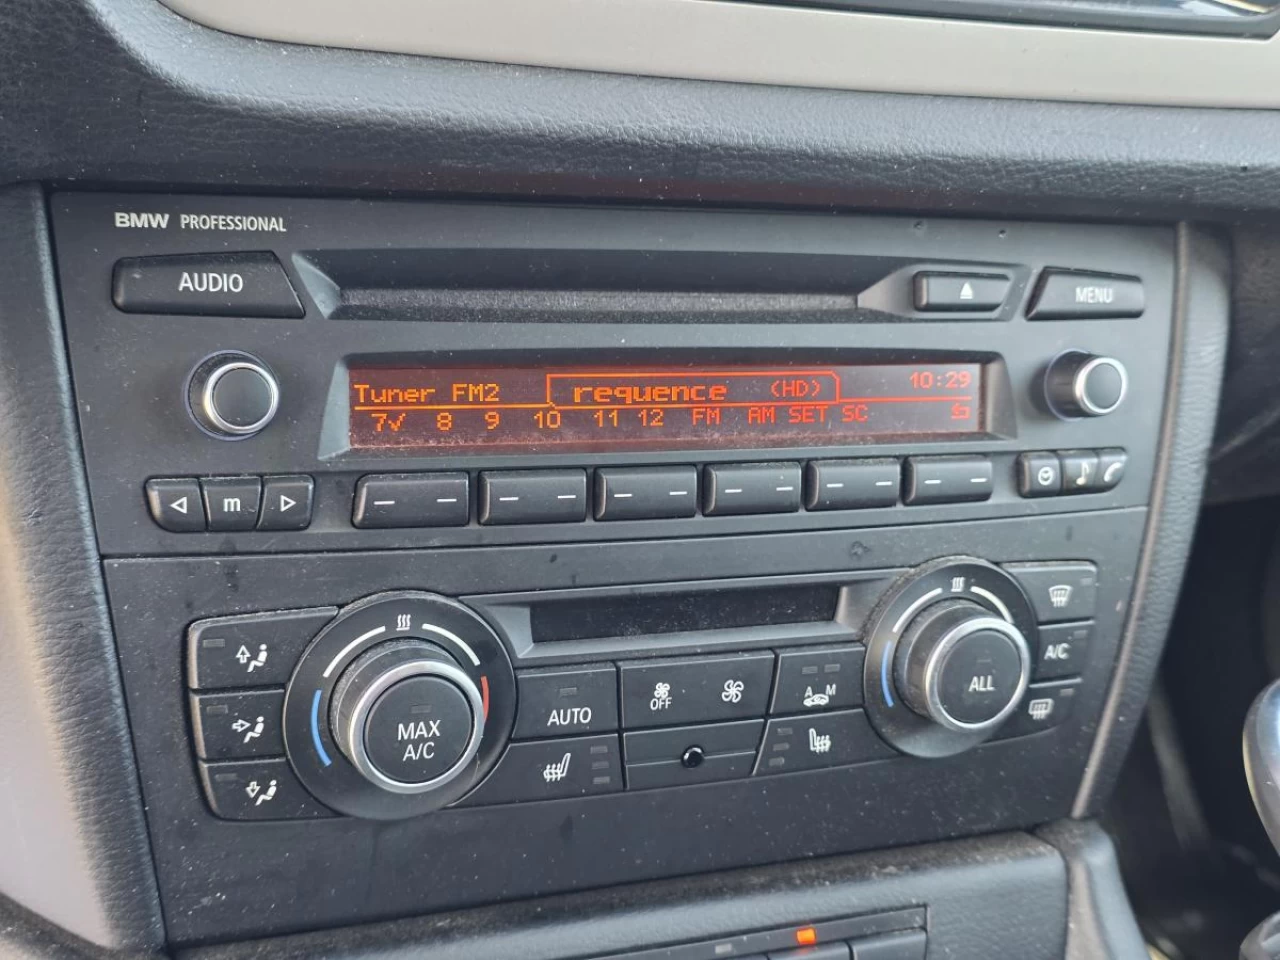 BMW PROFESSIONAL
AUDIO
MENU
Tuner FM2 requence (HD) 10:29
7√ 8 9 10 11 12 FM AM SET SC
m
MAX A/C
AUTO
OFF
A M
ALL
A/C